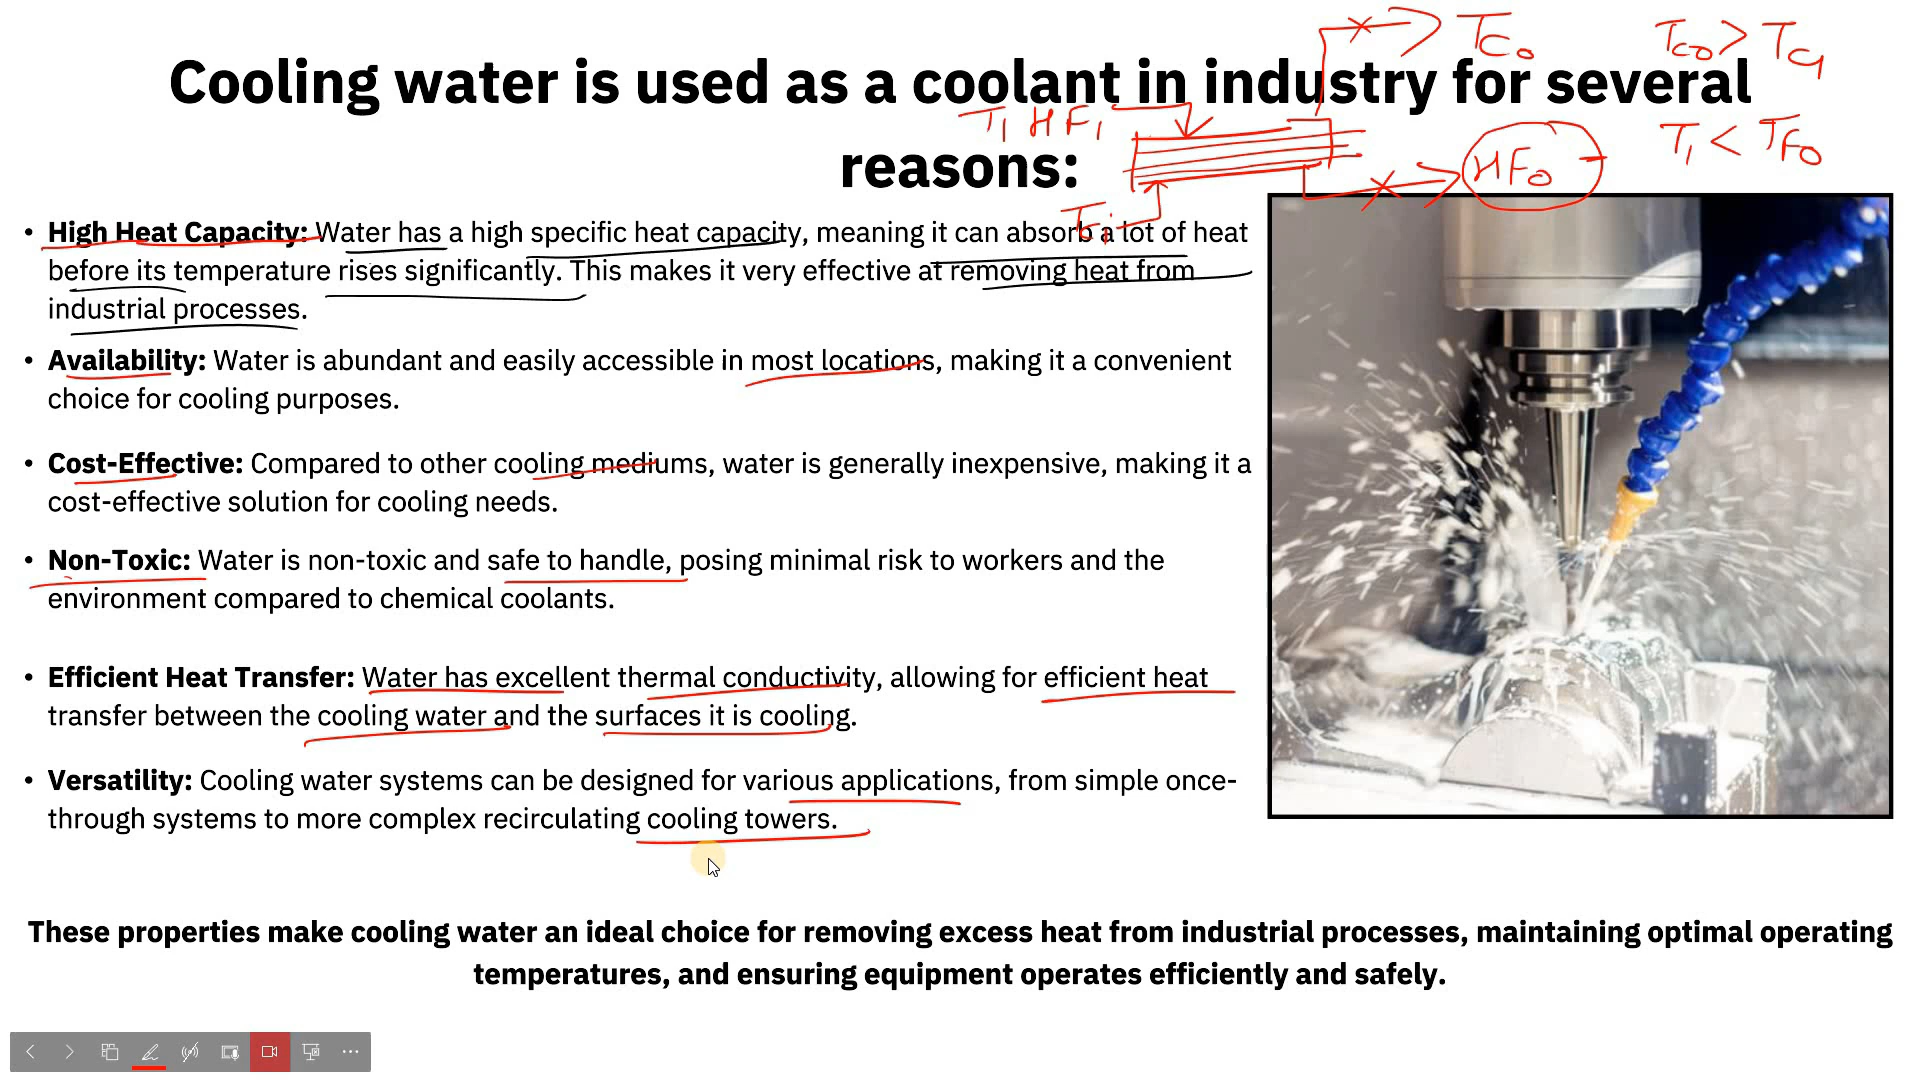 Cooling water is used as a coolant in industry for several
reasons:
T₁ HF₁
T_Co
T_Co > T_C1
HFo
T₁ < T_Fo
• High Heat Capacity: Water has a high specific heat capacity, meaning it can absorb a lot of heat
before its temperature rises significantly. This makes it very effective at removing heat from
industrial processes.
• Availability: Water is abundant and easily accessible in most locations, making it a convenient
choice for cooling purposes.
• Cost-Effective: Compared to other cooling mediums, water is generally inexpensive, making it a
cost-effective solution for cooling needs.
• Non-Toxic: Water is non-toxic and safe to handle, posing minimal risk to workers and the
environment compared to chemical coolants.
• Efficient Heat Transfer: Water has excellent thermal conductivity, allowing for efficient heat
transfer between the cooling water and the surfaces it is cooling.
• Versatility: Cooling water systems can be designed for various applications, from simple once-
through systems to more complex recirculating cooling towers.
These properties make cooling water an ideal choice for removing excess heat from industrial processes, maintaining optimal operating
temperatures, and ensuring equipment operates efficiently and safely.